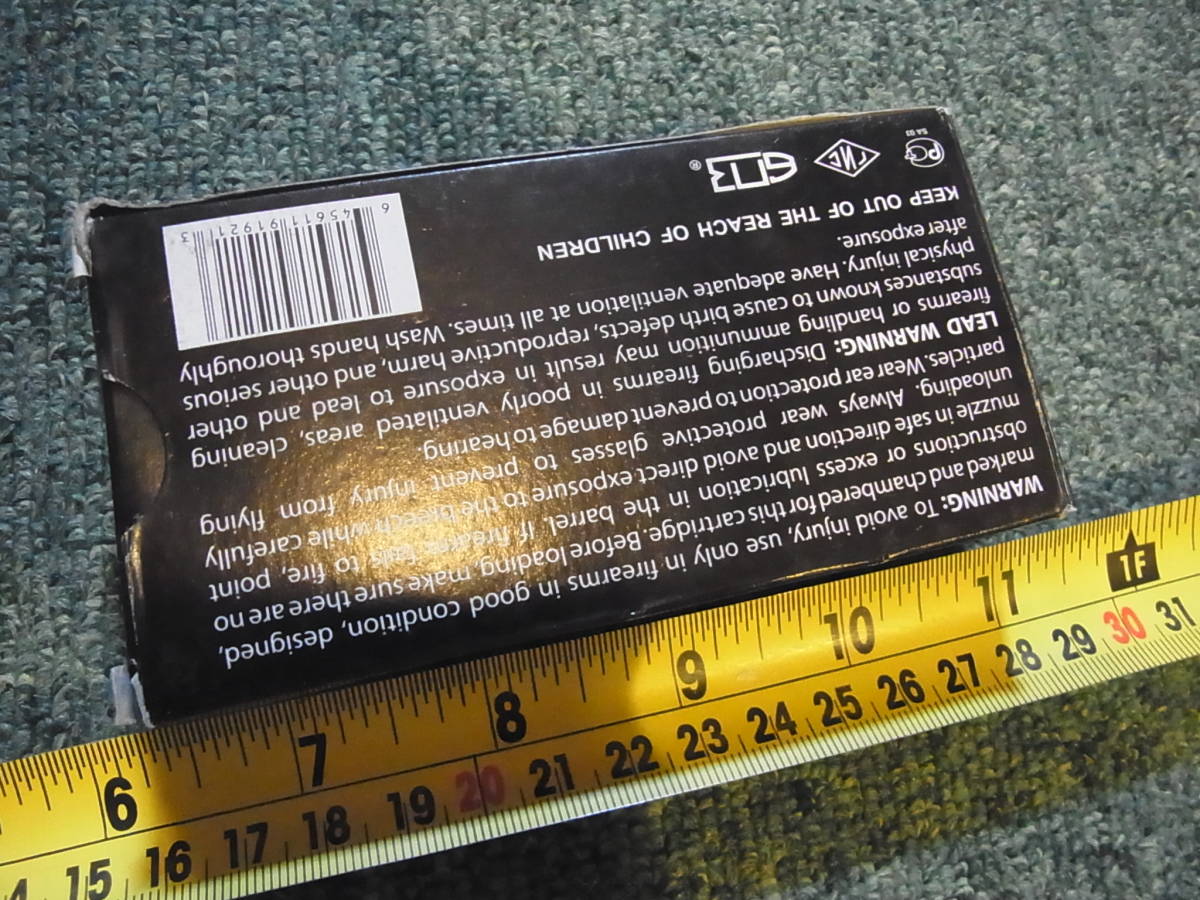 WARNING: To avoid injury, use only in firearms in good condition, designed,
marked and chambered for this cartridge. Before loading, make sure there are no
obstructions or excess lubrication in the barrel. If firearm fails to fire, point
muzzle in safe direction and avoid direct exposure to the breech while carefully
unloading. Always wear protective glasses to prevent injury from flying
particles. Wear ear protection to prevent damage to hearing.
LEAD WARNING: Discharging firearms in poorly ventilated areas, cleaning
firearms or handling ammunition may result in exposure to lead and other
substances known to cause birth defects, reproductive harm, and other serious
physical injury. Have adequate ventilation at all times. Wash hands thoroughly
after exposure.
KEEP OUT OF THE REACH OF CHILDREN
6 45611 91921 3
6 7 8 9 10 11 1F
15 16 17 18 19 20 21 22 23 24 25 26 27 28 29 30 31